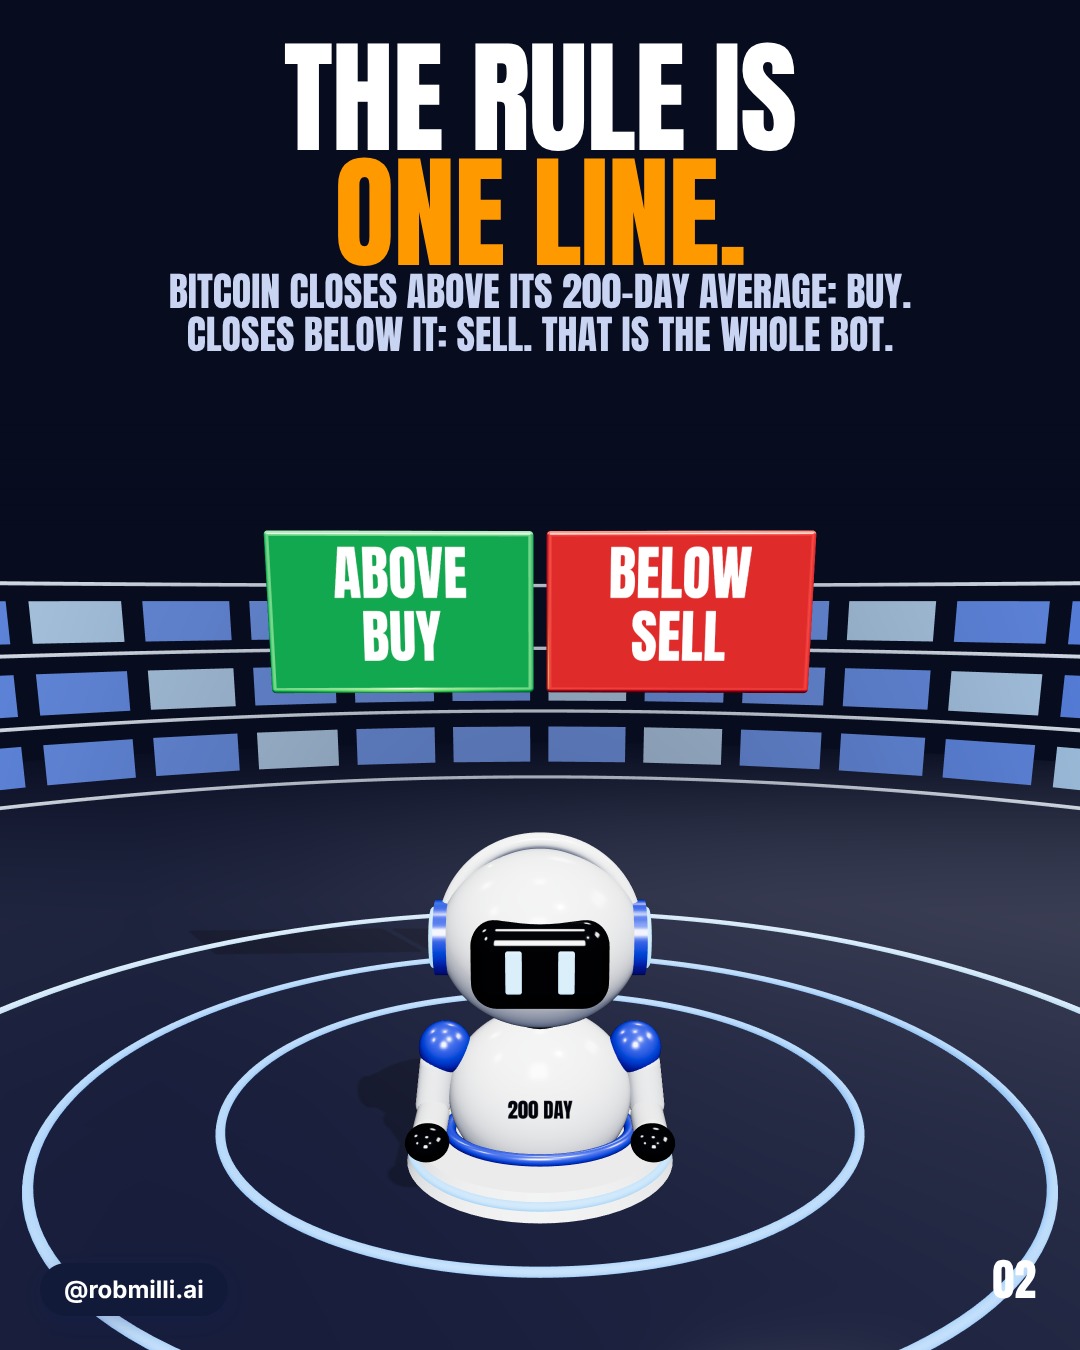 THE RULE IS
ONE LINE.
BITCOIN CLOSES ABOVE ITS 200-DAY AVERAGE: BUY.
CLOSES BELOW IT: SELL. THAT IS THE WHOLE BOT.
ABOVE
BUY
BELOW
SELL
200 DAY
@robmilli.ai
02